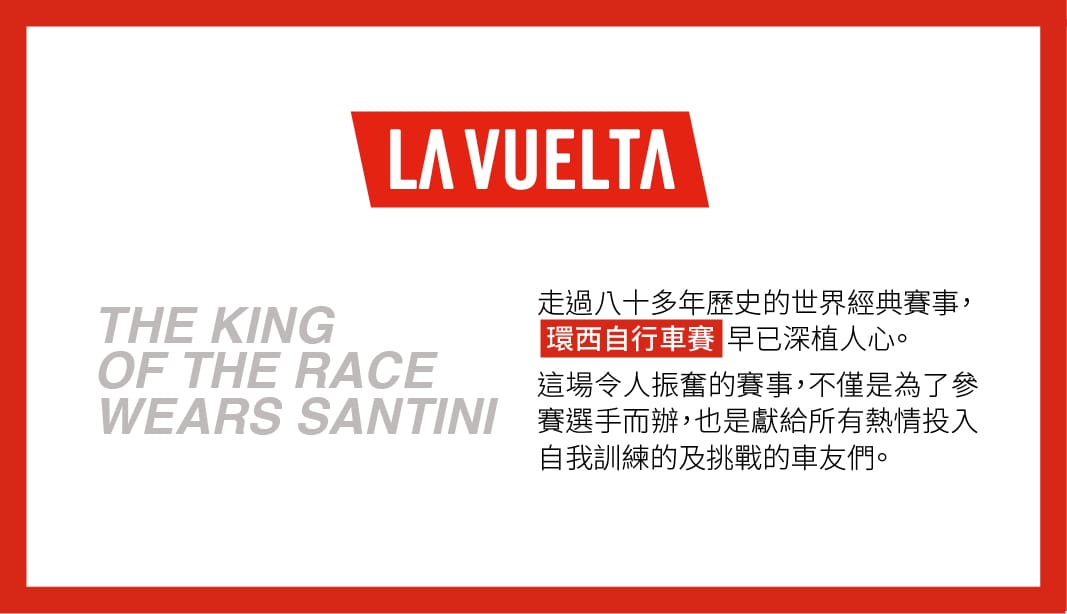 LA VUELTA
THE KING
OF THE RACE
WEARS SANTINI
走過八十多年歷史的世界經典賽事，
環西自行車賽 早已深植人心。
這場令人振奮的賽事，不僅是為了參
賽選手而辦，也是獻給所有熱情投入
自我訓練的及挑戰的車友們。